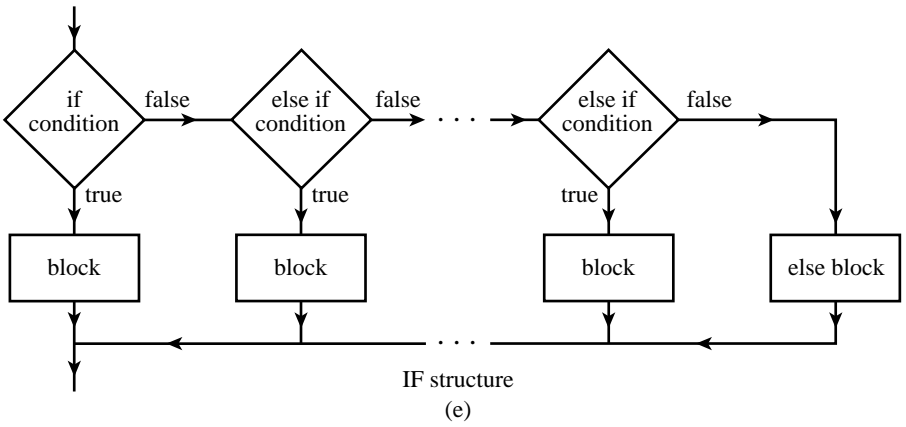 if
condition
false
else if
condition
false
. . .
else if
condition
false
true
true
true
block
block
block
else block
. . .
IF structure
(e)